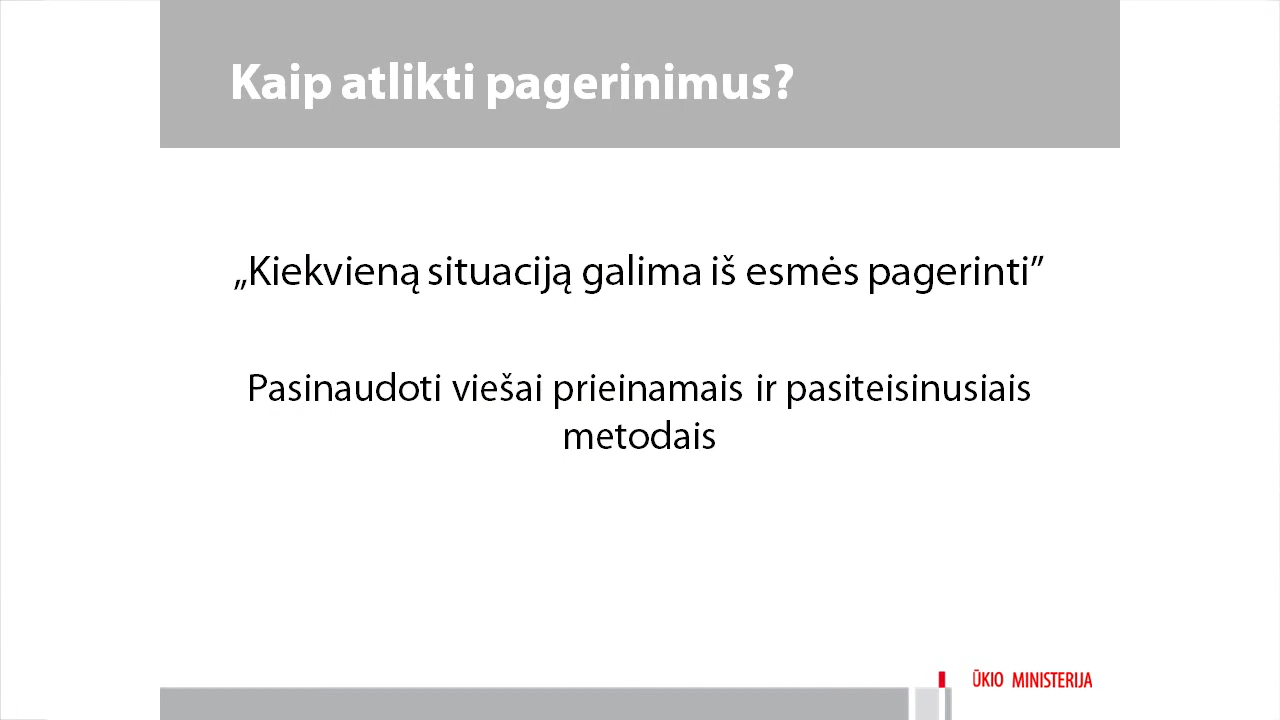 Kaip atlikti pagerinimus?
„Kiekvieną situaciją galima iš esmės pagerinti”
Pasinaudoti viešai prieinamais ir pasiteisinusiais
metodais
ŪKIO MINISTERIJA